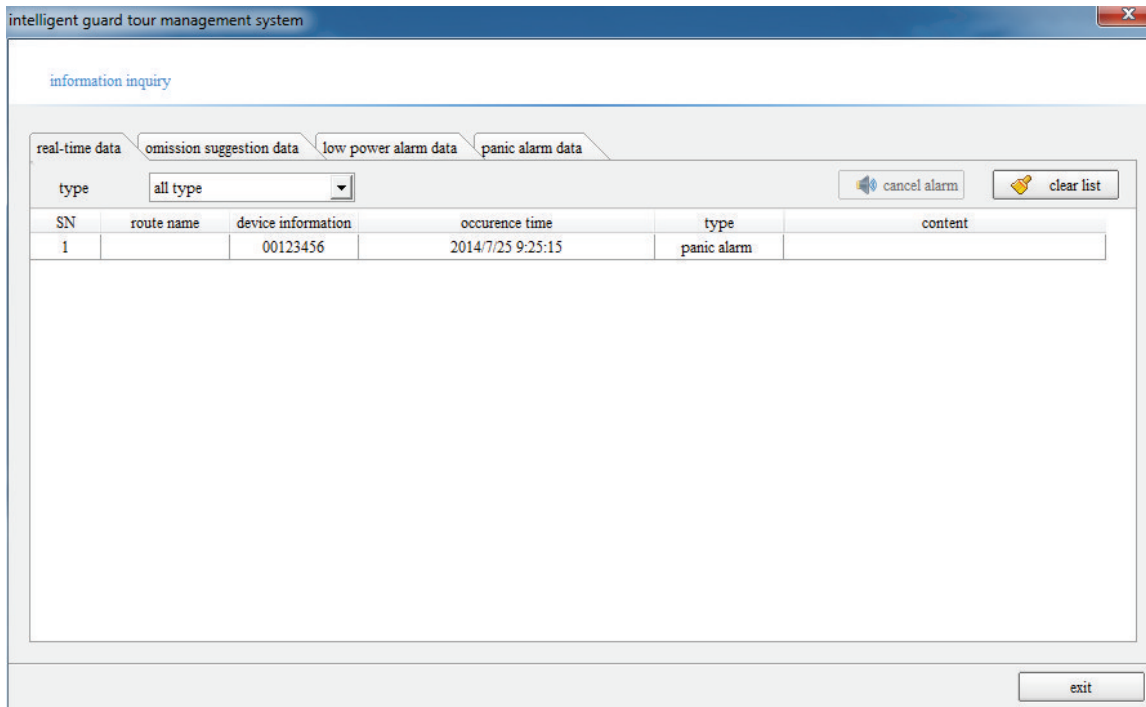 intelligent guard tour management system
x
information inquiry
real-time data omission suggestion data low power alarm data panic alarm data
type all type cancel alarm clear list
SN route name device information occurence time type content
1 00123456 2014/7/25 9:25:15 panic alarm
exit